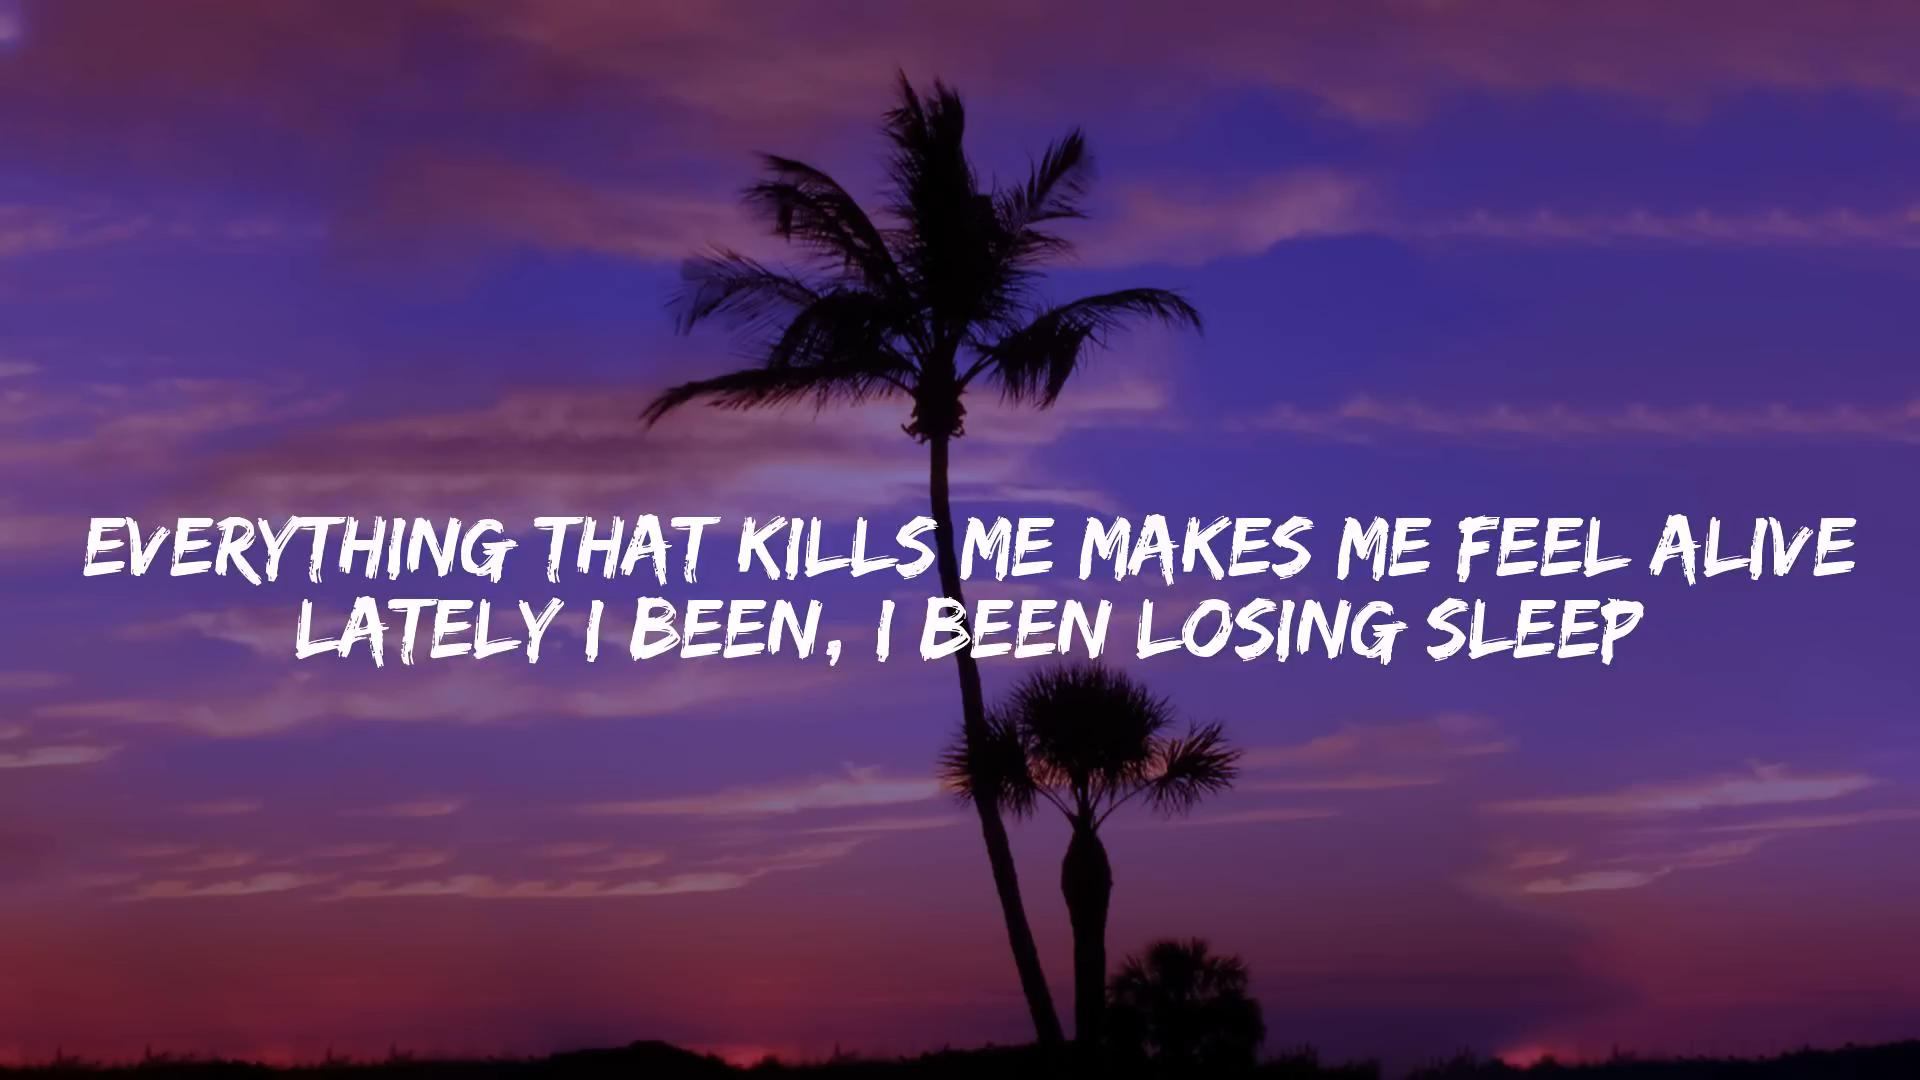 EVERYTHING THAT KILLS ME MAKES ME FEEL ALIVE
LATELY I BEEN, I BEEN LOSING SLEEP